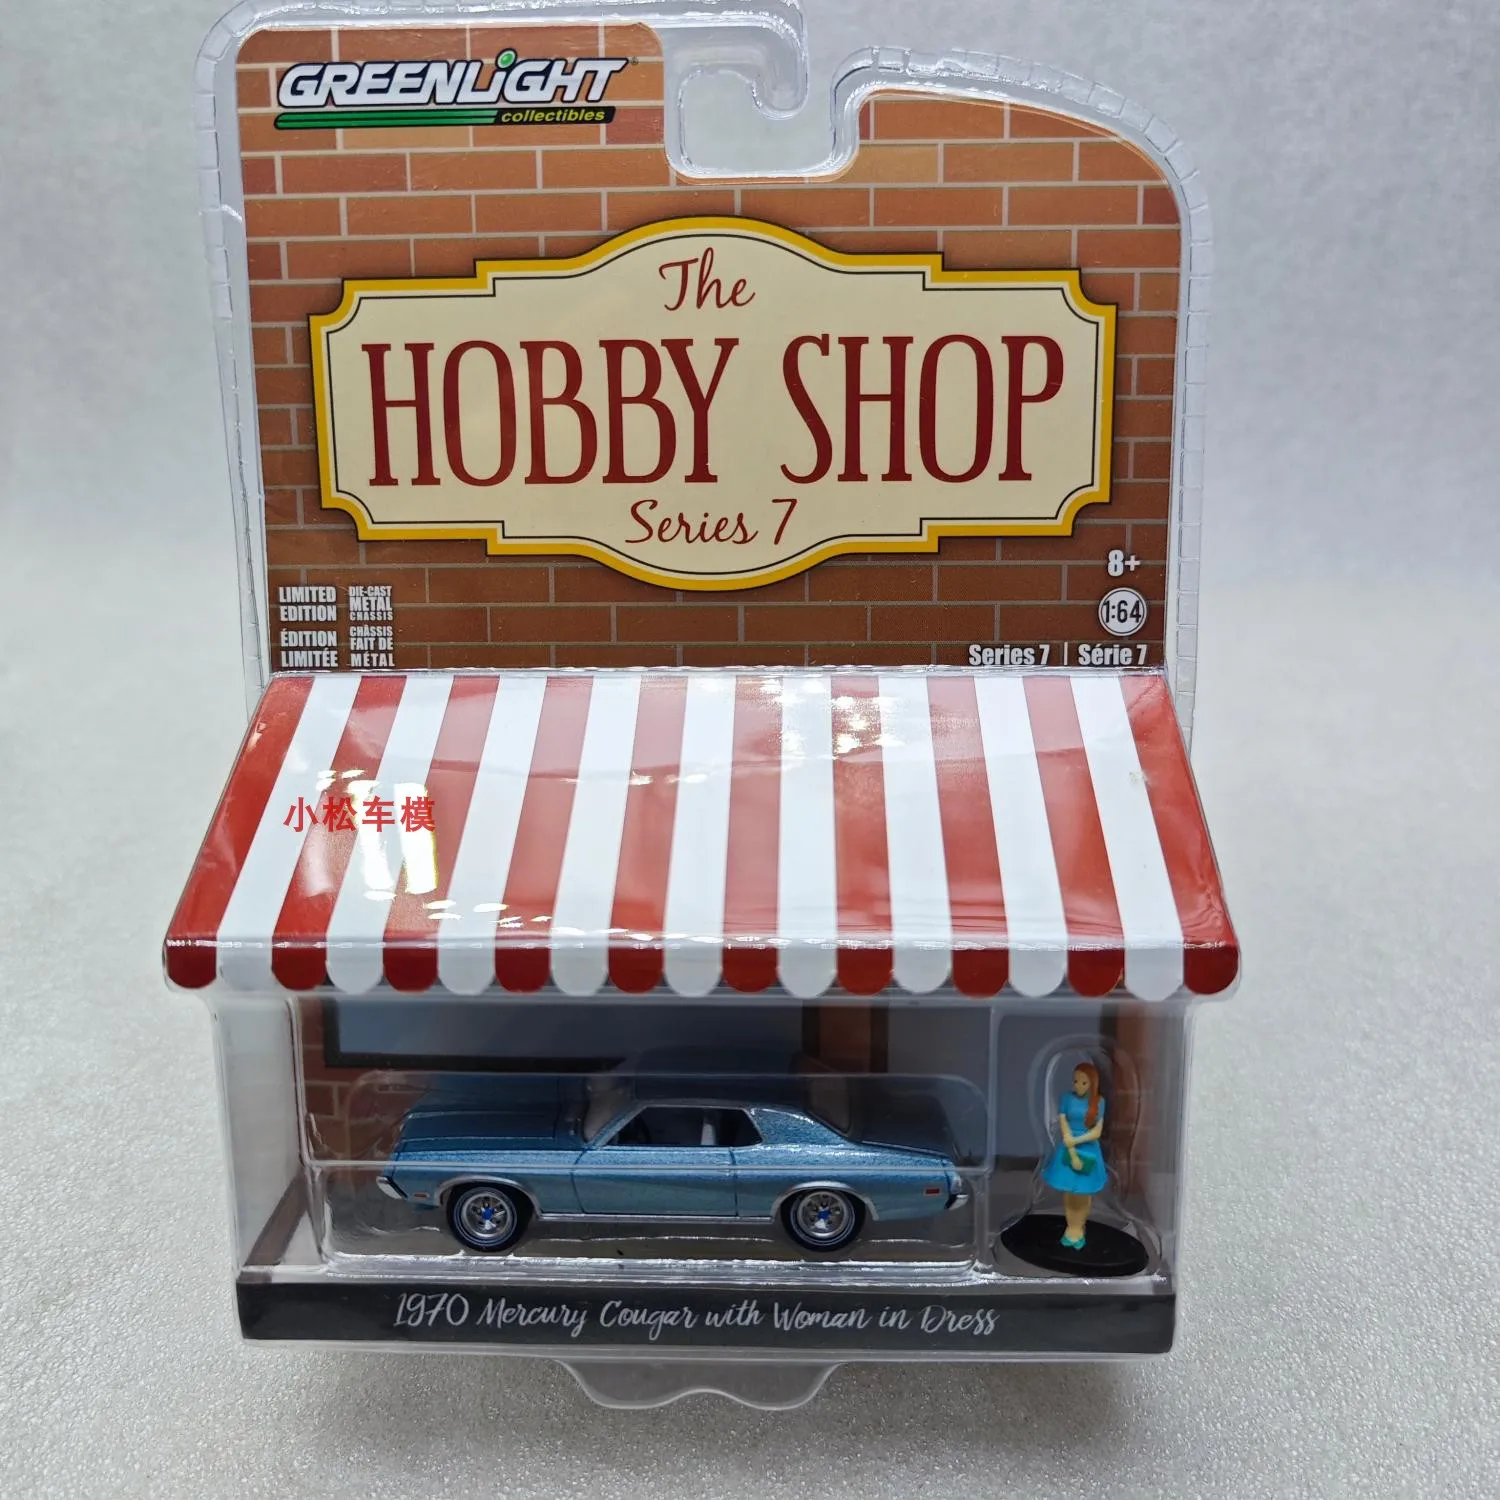 GREENLiGHT
collectibles
The
HOBBY SHOP
Series 7
8+
1:64
LIMITED
EDITION
ÉDITION
LIMITÉE
DIE-CAST
METAL
CHASSIS
CHÂSSIS
FAIT DE
MÉTAL
Series 7 | Série 7
小松车模
1970 Mercury Cougar with Woman in Dress